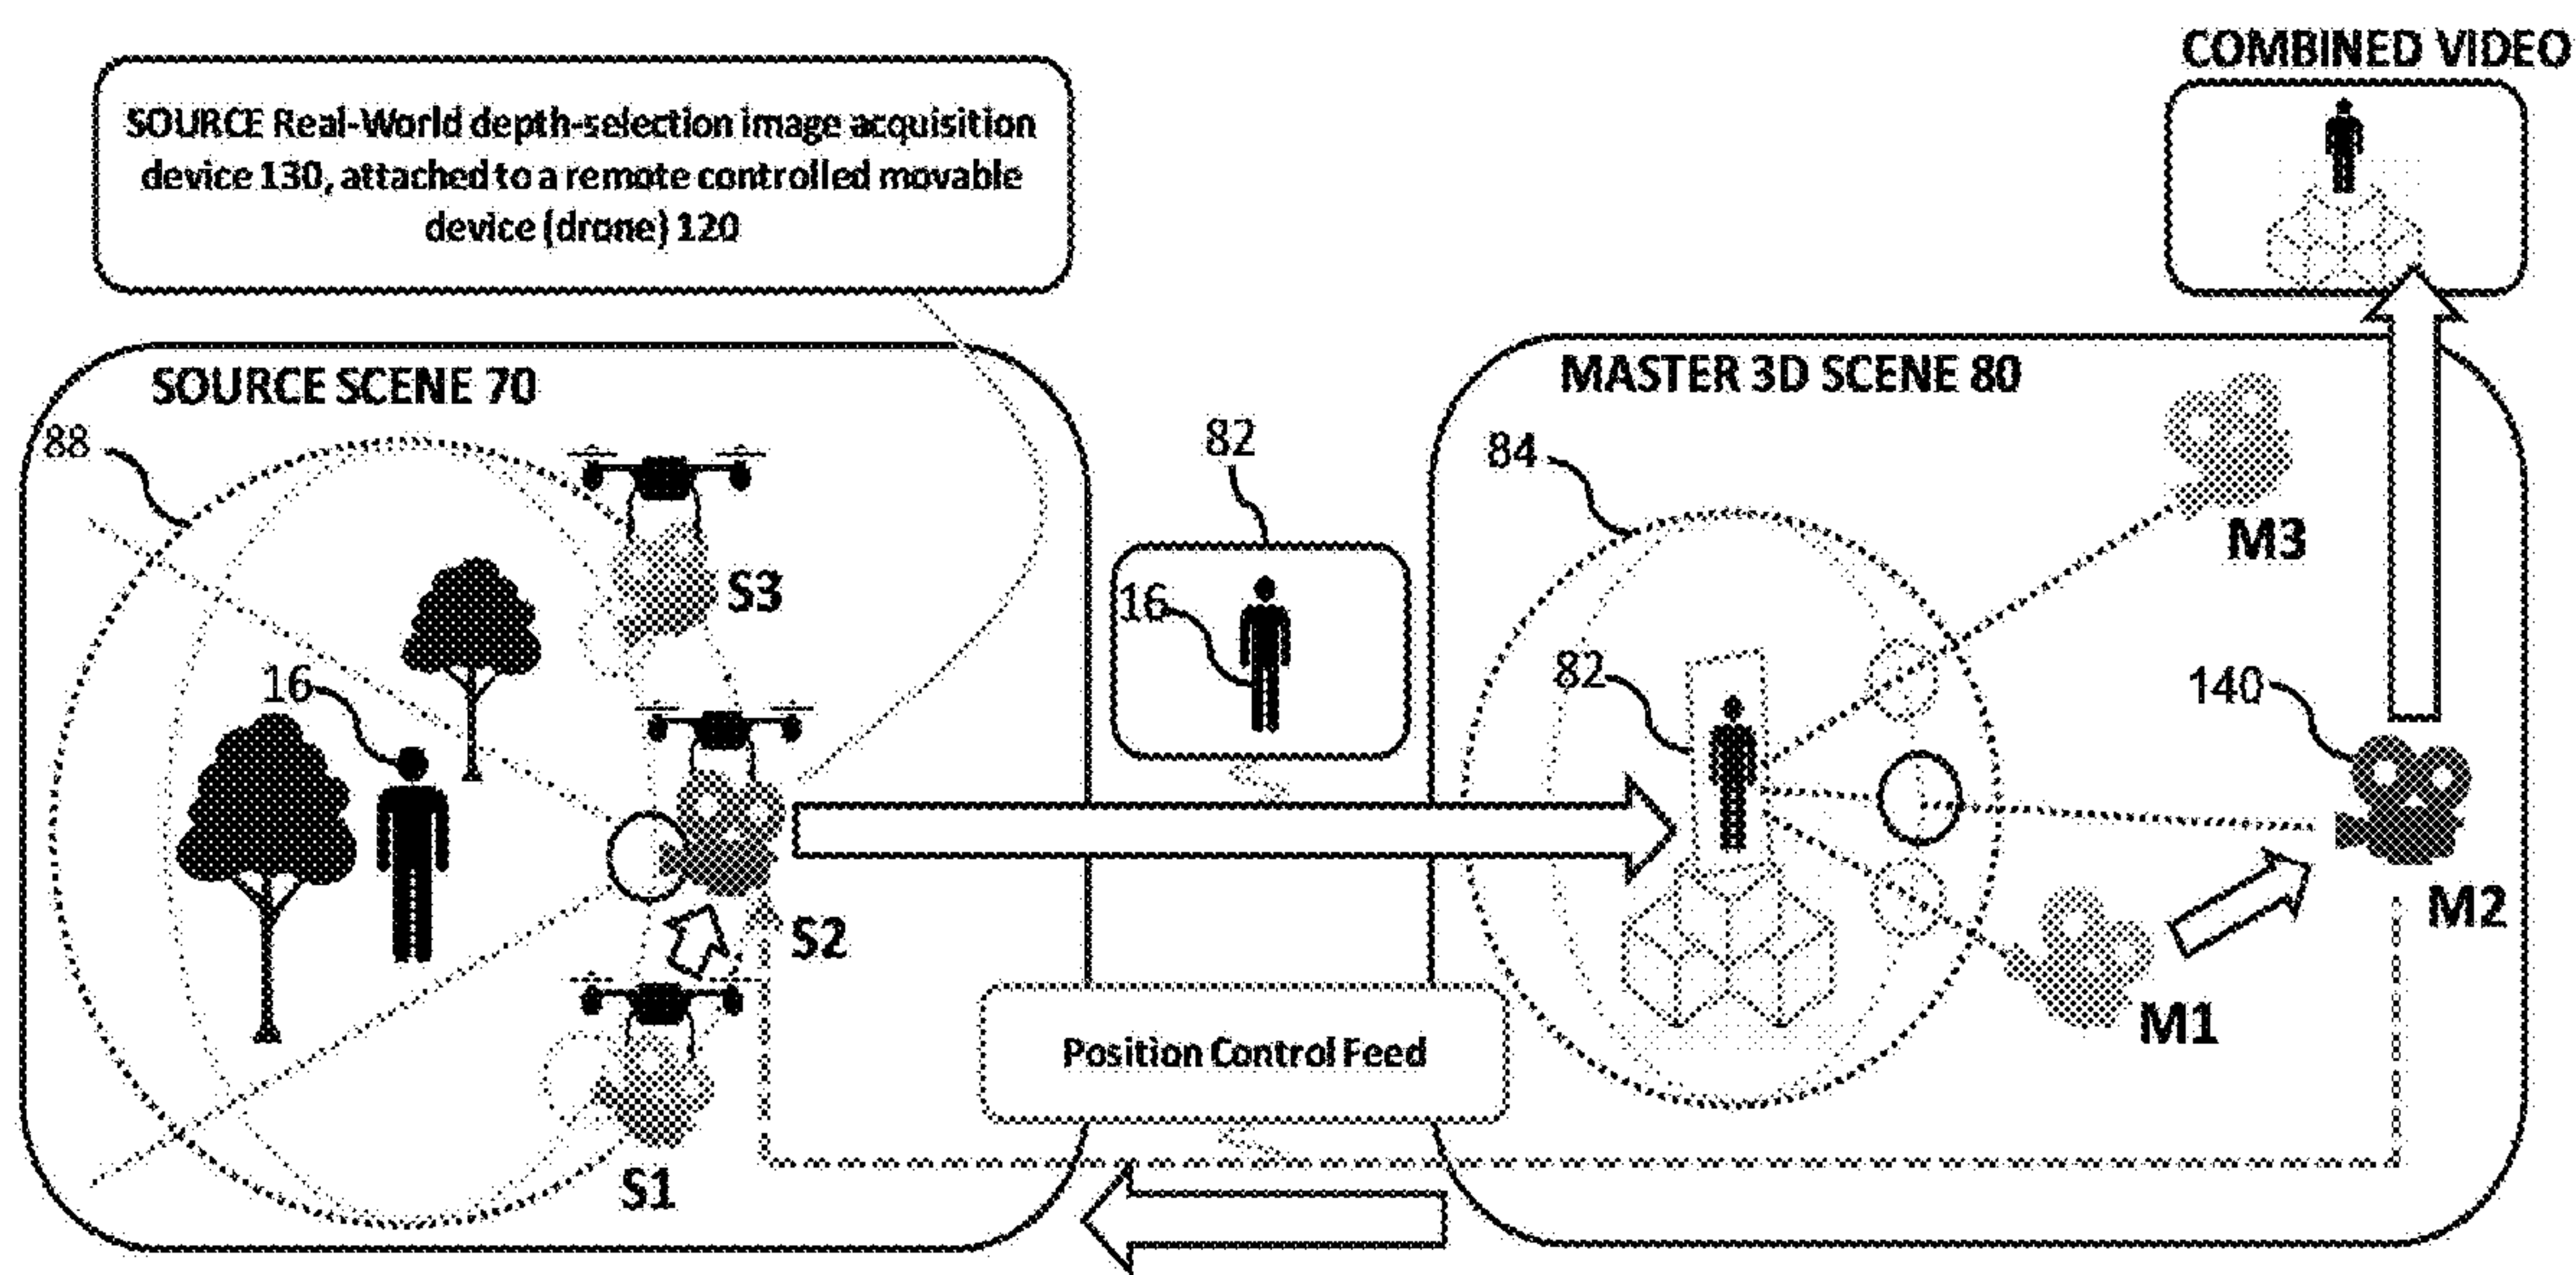 COMBINED VIDEO
SOURCE Real-World depth-selection image acquisition
device 130, attached to a remote controlled movable
device (drone) 120
SOURCE SCENE 70
MASTER 3D SCENE 80
88
82
84
S3
M3
16
16
82
140
S2
M2
Position Control Feed
M1
S1